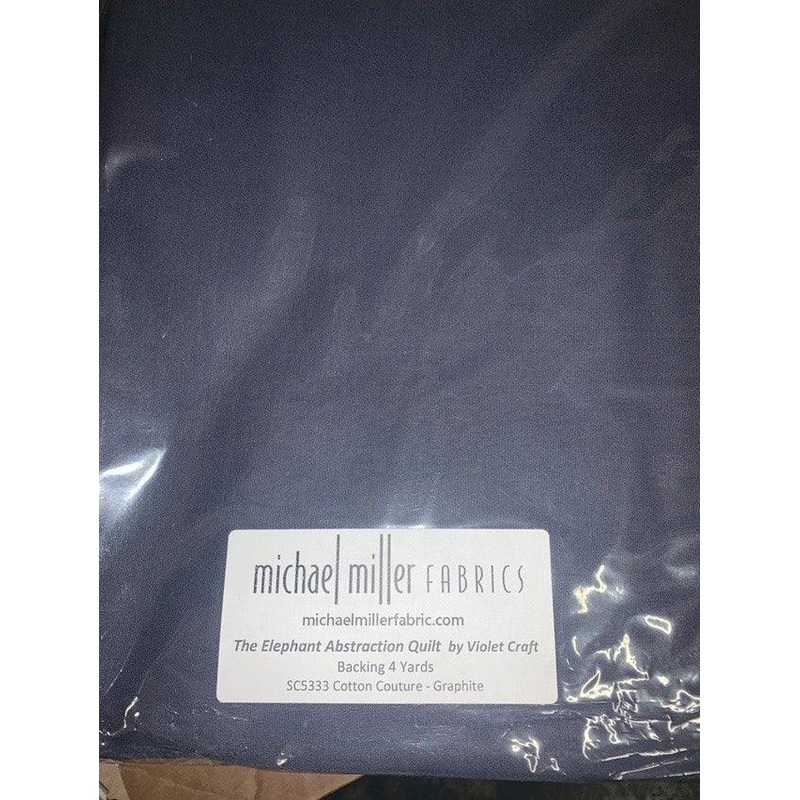 michael miller FABRICS
michaelmillerfabric.com
The Elephant Abstraction Quilt by Violet Craft
Backing 4 Yards
SC5333 Cotton Couture - Graphite